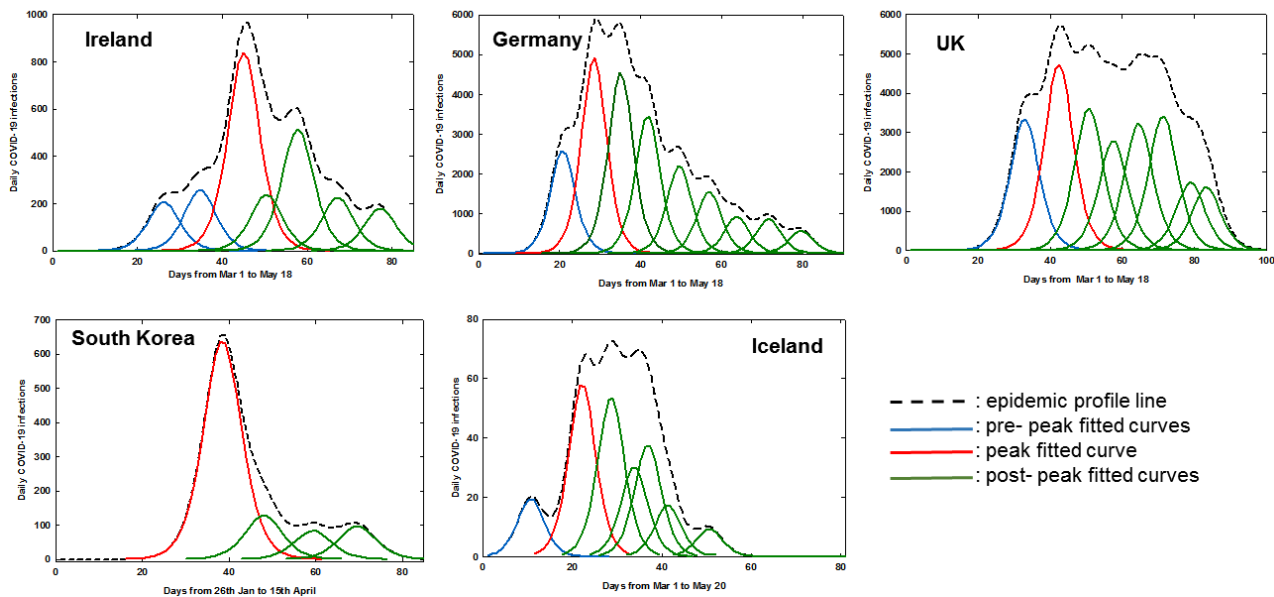 Ireland
1000
800
600
400
200
0
Daily COVID-19 infections
0 20 40 60 80
Days from Mar 1 to May 18
Germany
6000
5000
4000
3000
2000
1000
0
Daily COVID-19 infections
0 20 40 60 80
Days from Mar 1 to May 18
UK
6000
5000
4000
3000
2000
1000
0
Daily COVID-19 infections
0 20 40 60 80 100
Days from Mar 1 to May 18
South Korea
700
600
500
400
300
200
100
0
Daily COVID-19 infections
0 20 40 60 80
Days from 26th Jan to 15th April
Iceland
80
60
40
20
0
Daily COVID-19 infections
0 20 40 60 80
Days from Mar 1 to May 20
: epidemic profile line
: pre- peak fitted curves
: peak fitted curve
: post- peak fitted curves